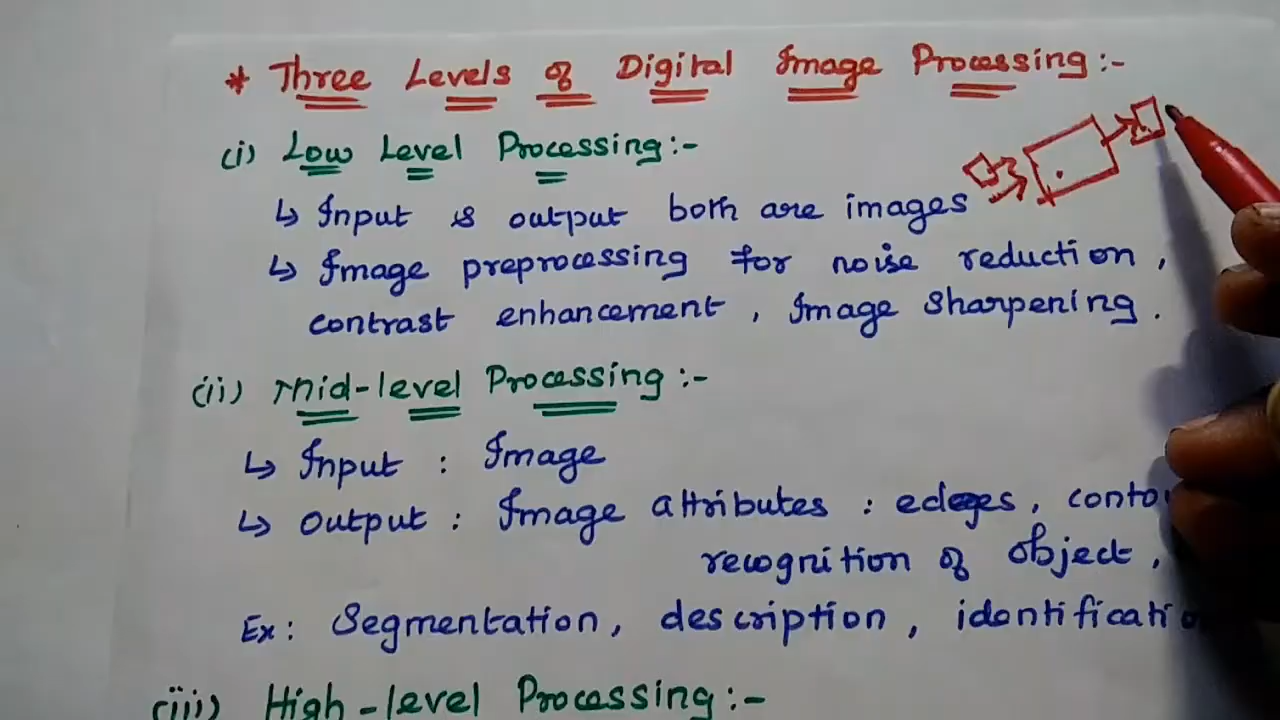 * Three Levels of Digital Image Processing:-
(i) Low Level Processing:-
↳ Input & output both are images
↳ Image preprocessing for noise reduction,
contrast enhancement, Image Sharpening.
(ii) Mid-level Processing:-
↳ Input : Image
↳ output : Image attributes : edges,
recognition of object,
Ex: Segmentation, description,
(iii) High-level Processing:-